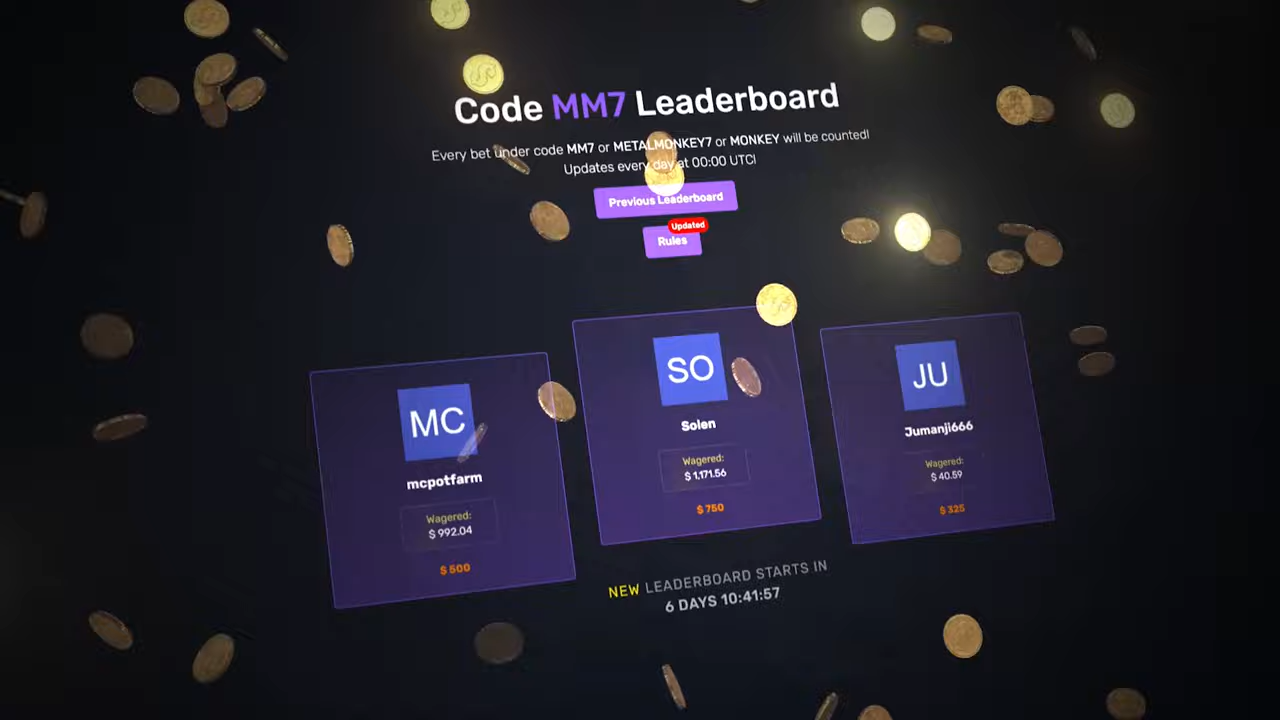 Code MM7 Leaderboard
Every bet under code MM7 or METALMONKEY7 or MONKEY will be counted!
Updates every day at 00:00 UTC!
Previous Leaderboard
Updated
Rules
MC
mcpotfarm
Wagered:
$ 992.04
$ 500
SO
Solen
Wagered:
$ 1,171.56
$ 750
JU
Jumanji666
Wagered:
$ 40.59
$ 325
NEW LEADERBOARD STARTS IN
6 DAYS 10:41:57